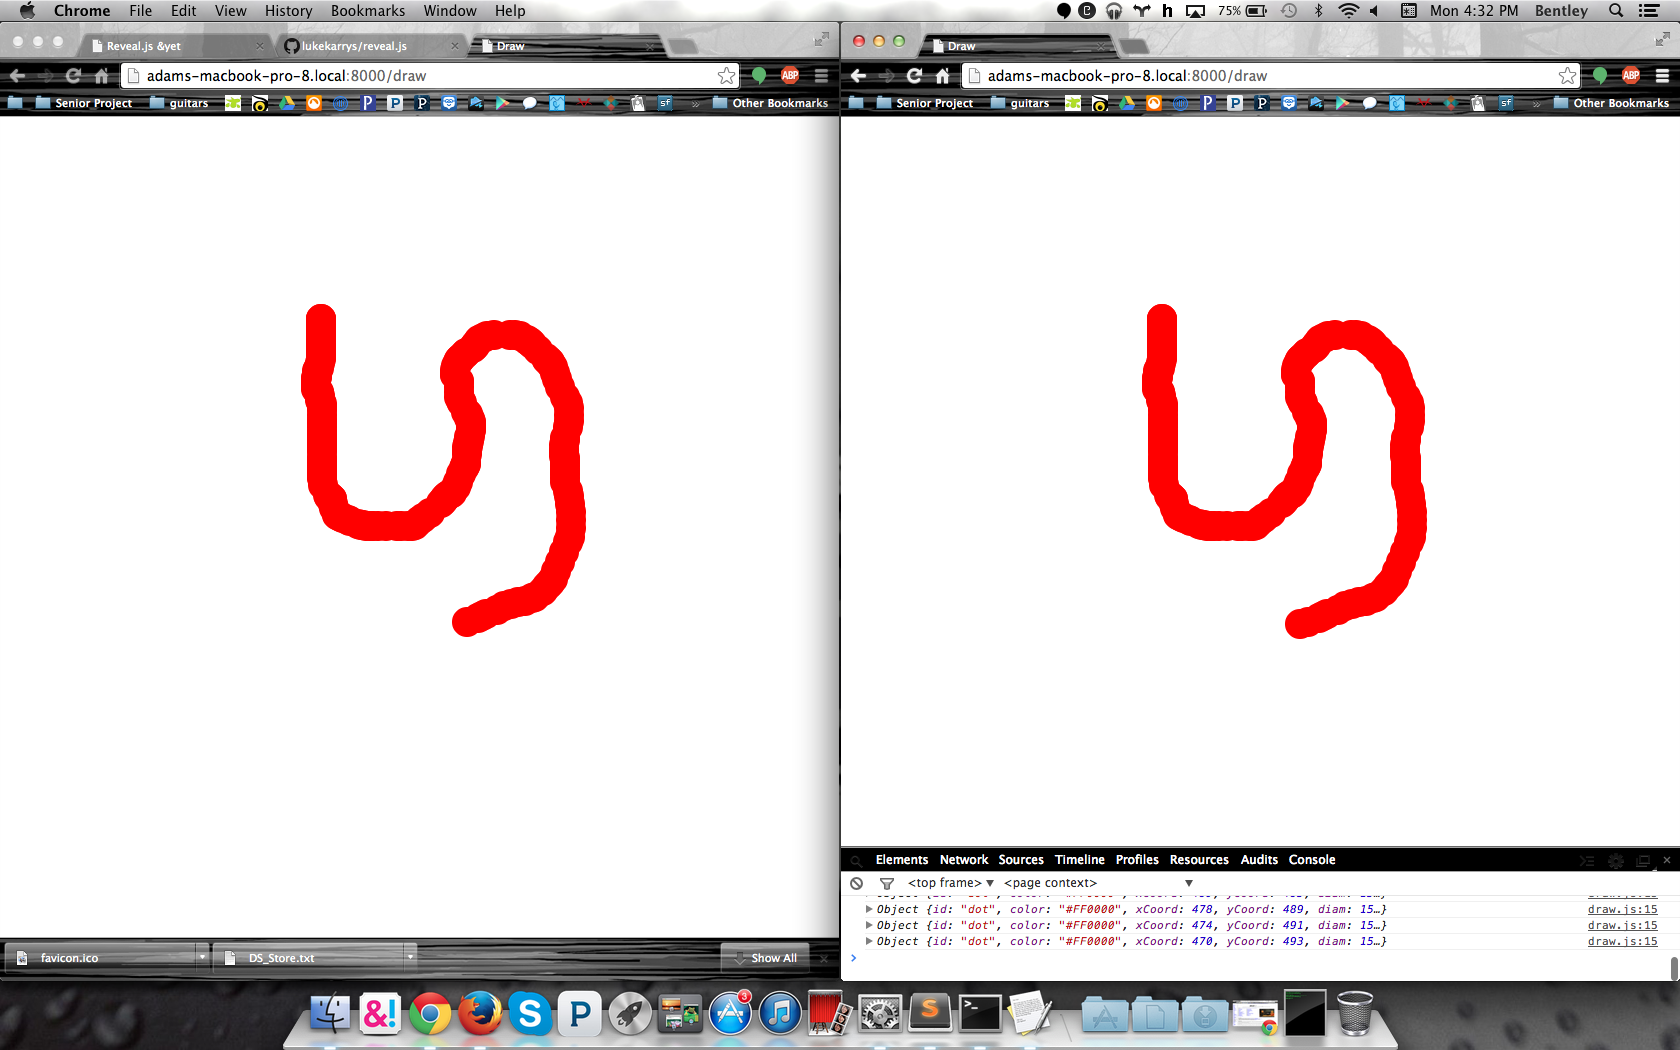 Chrome File Edit View History Bookmarks Window Help
75% Mon 4:32 PM Bentley
Reveal.js &yet
lukekarrys/reveal.js
Draw
adams-macbook-pro-8.local:8000/draw
ABP
Senior Project guitars sf » Other Bookmarks
Draw
adams-macbook-pro-8.local:8000/draw
ABP
Senior Project guitars sf » Other Bookmarks
Elements Network Sources Timeline Profiles Resources Audits Console
<top frame> <page context>
Object {id: "dot", color: "#FF0000", xCoord: 478, yCoord: 489, diam: 15…} draw.js:15
Object {id: "dot", color: "#FF0000", xCoord: 474, yCoord: 491, diam: 15…} draw.js:15
Object {id: "dot", color: "#FF0000", xCoord: 470, yCoord: 493, diam: 15…} draw.js:15
favicon.ico
DS_Store.txt
Show All
&!
S
P
3
S